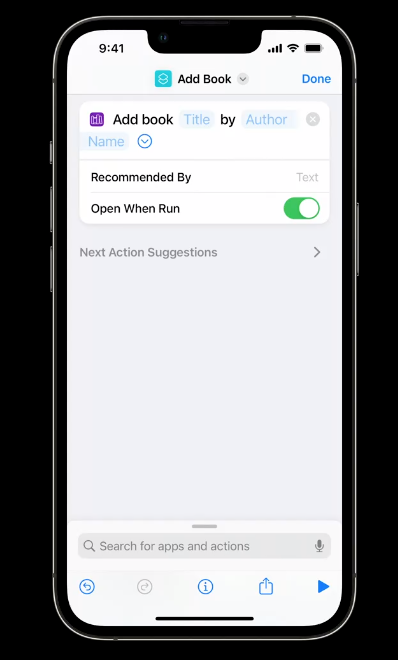 9:41
Add Book
Done
Add book Title by Author
Name
Recommended By Text
Open When Run
Next Action Suggestions
Search for apps and actions